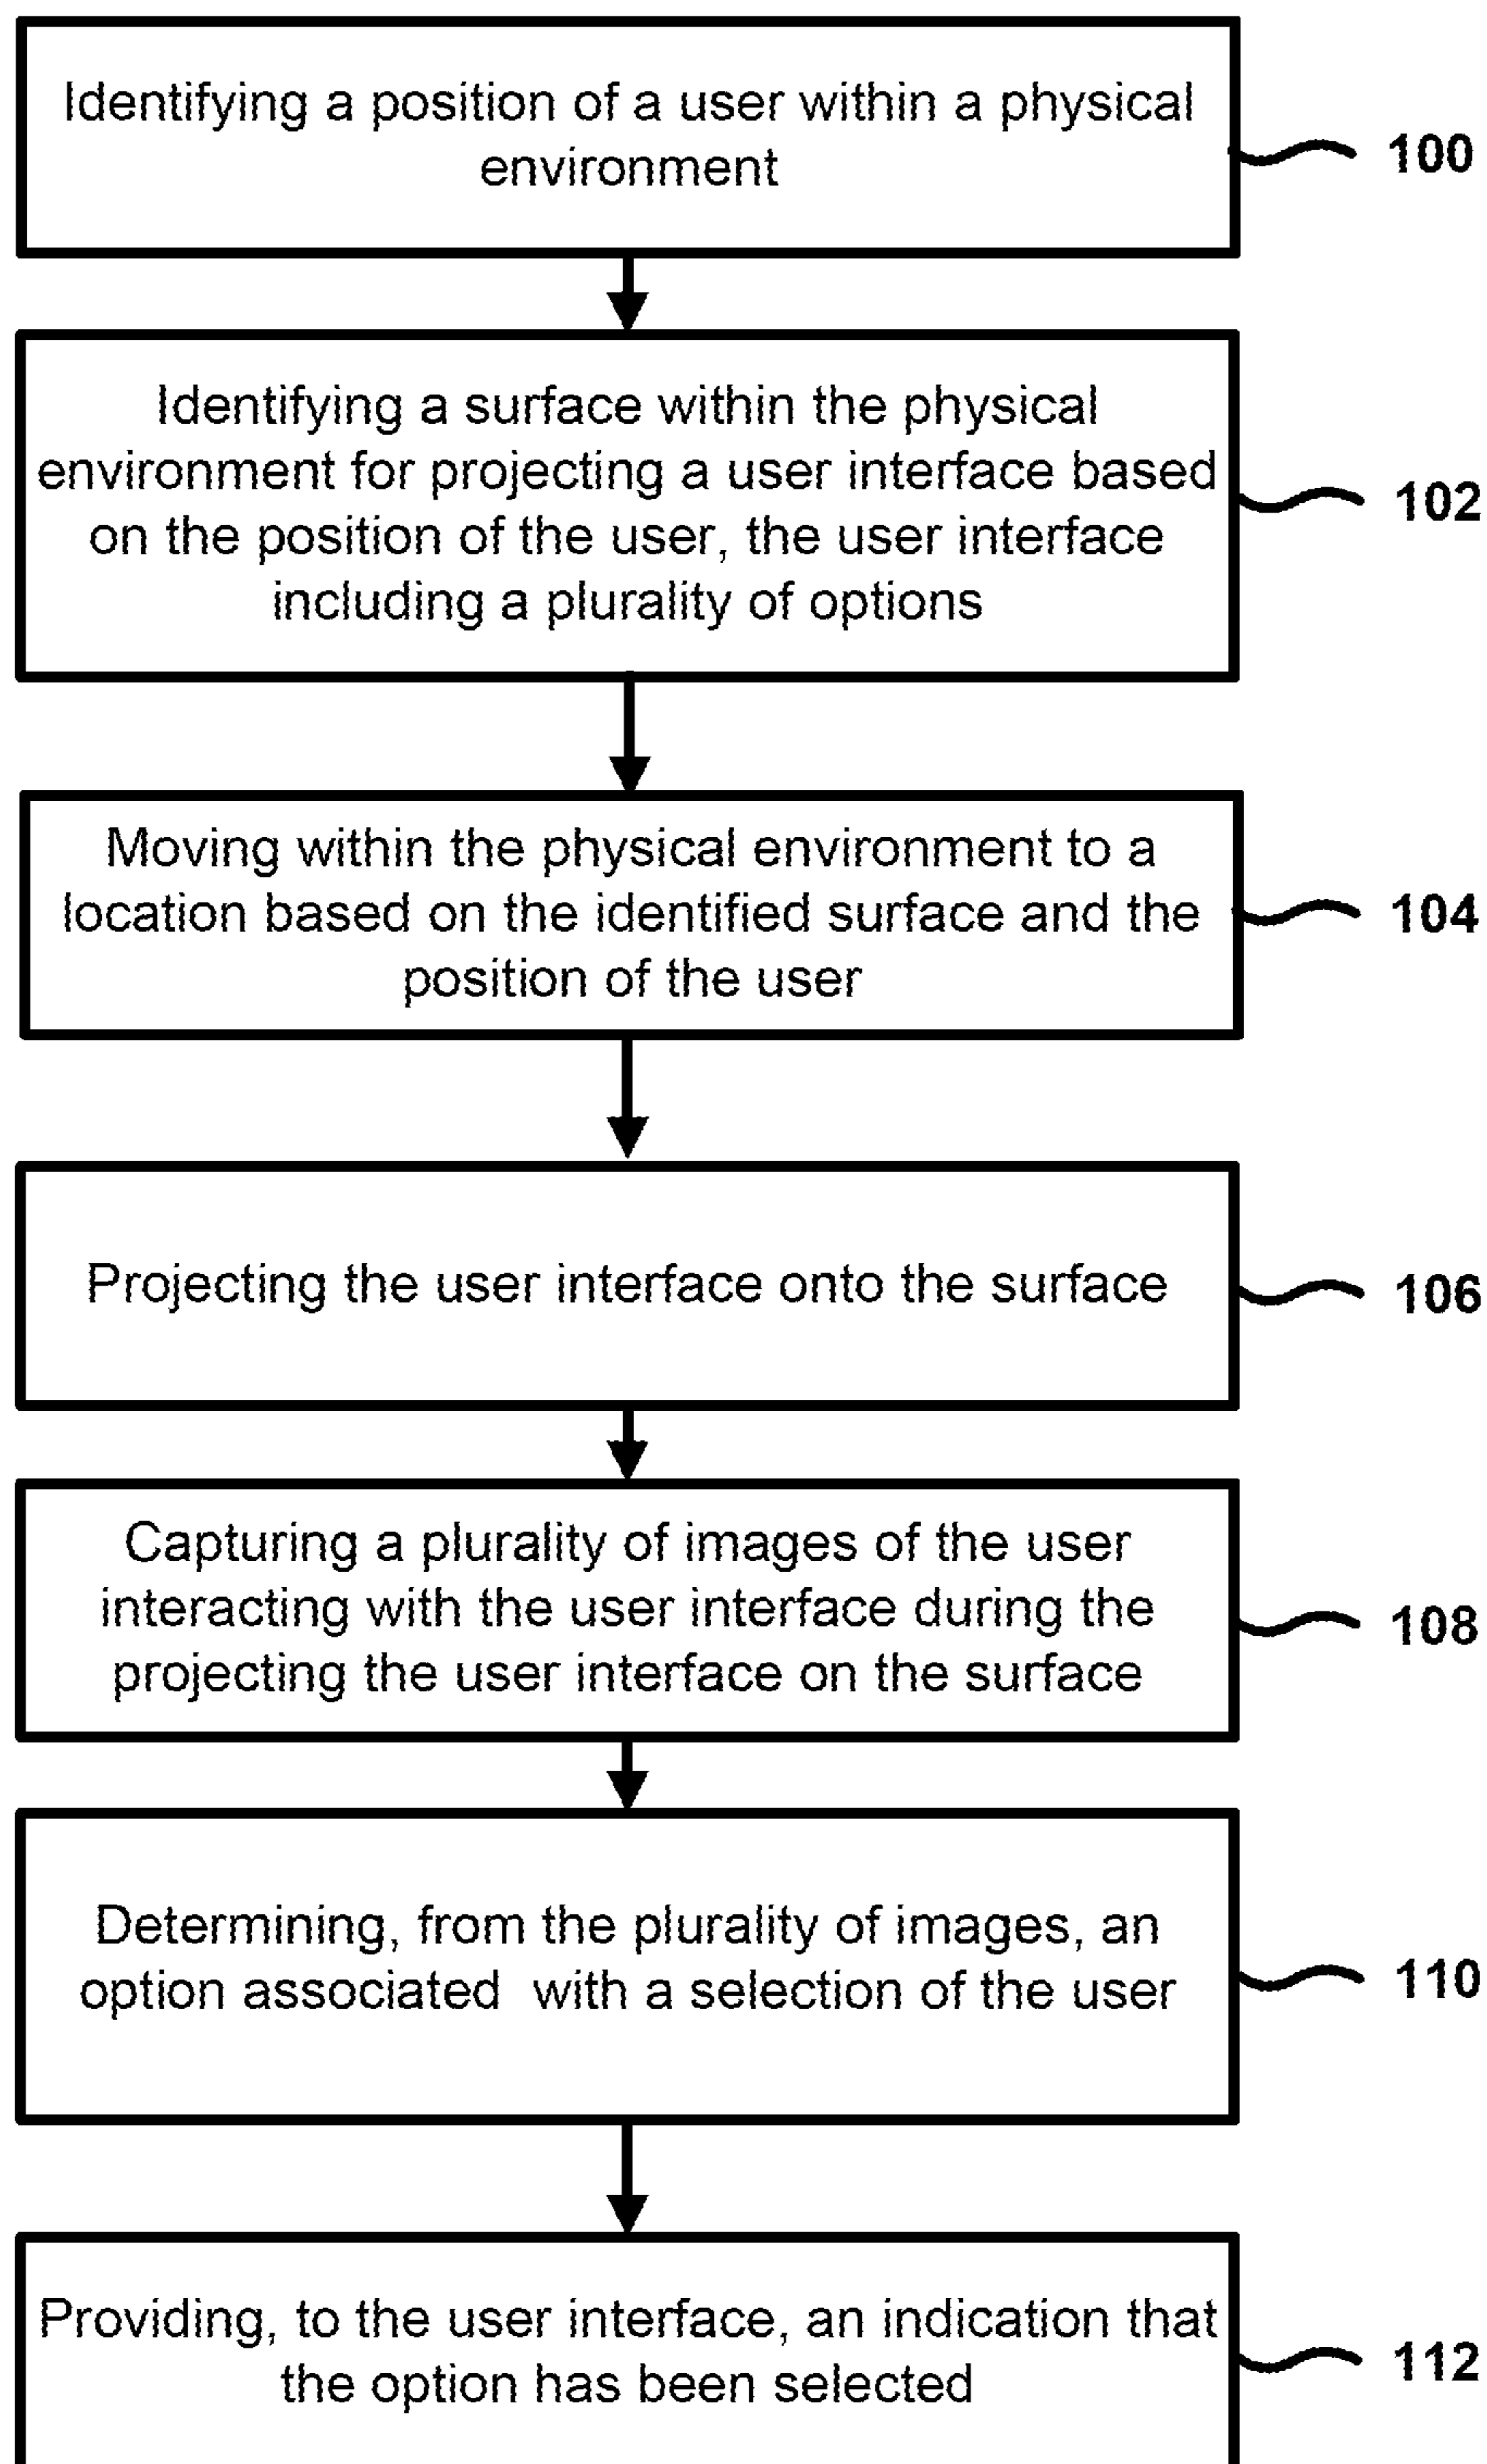 Identifying a position of a user within a physical
environment
100
Identifying a surface within the physical
environment for projecting a user interface based
on the position of the user, the user interface
including a plurality of options
102
Moving within the physical environment to a
location based on the identified surface and the
position of the user
104
Projecting the user interface onto the surface
106
Capturing a plurality of images of the user
interacting with the user interface during the
projecting the user interface on the surface
108
Determining, from the plurality of images, an
option associated with a selection of the user
110
Providing, to the user interface, an indication that
the option has been selected
112